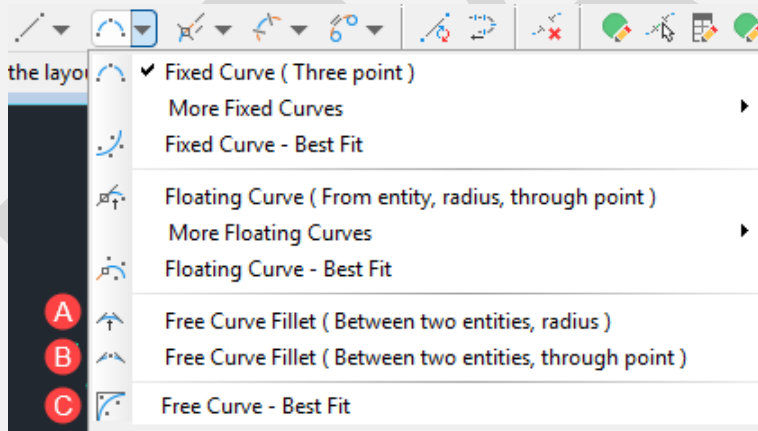 the layou
Fixed Curve ( Three point )
More Fixed Curves
Fixed Curve - Best Fit
Floating Curve ( From entity, radius, through point )
More Floating Curves
Floating Curve - Best Fit
A Free Curve Fillet ( Between two entities, radius )
B Free Curve Fillet ( Between two entities, through point )
C Free Curve - Best Fit